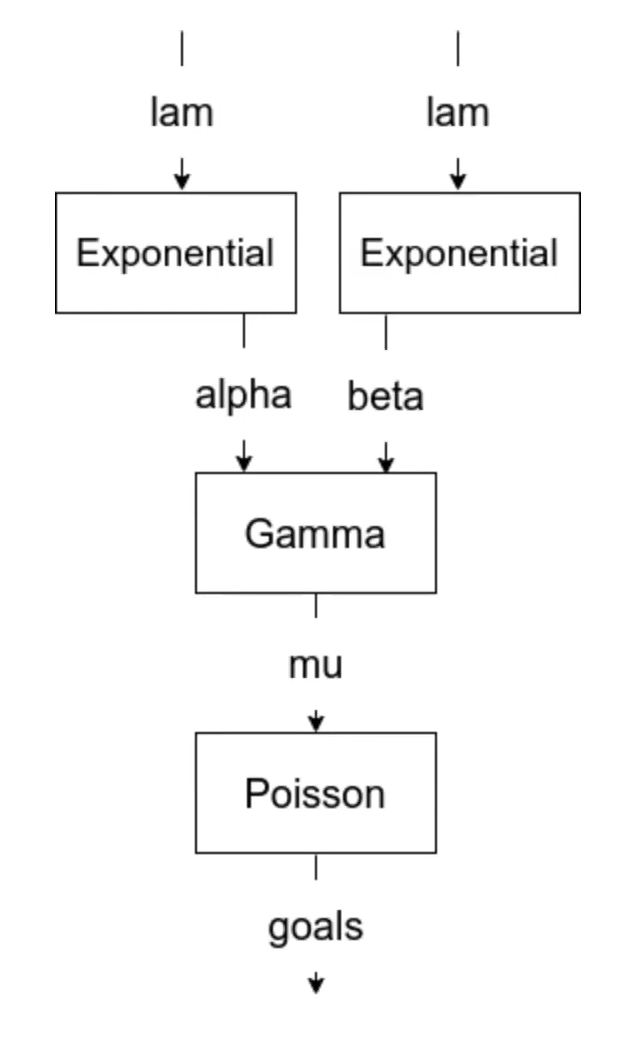 lam lam
Exponential Exponential
alpha beta
Gamma
mu
Poisson
goals